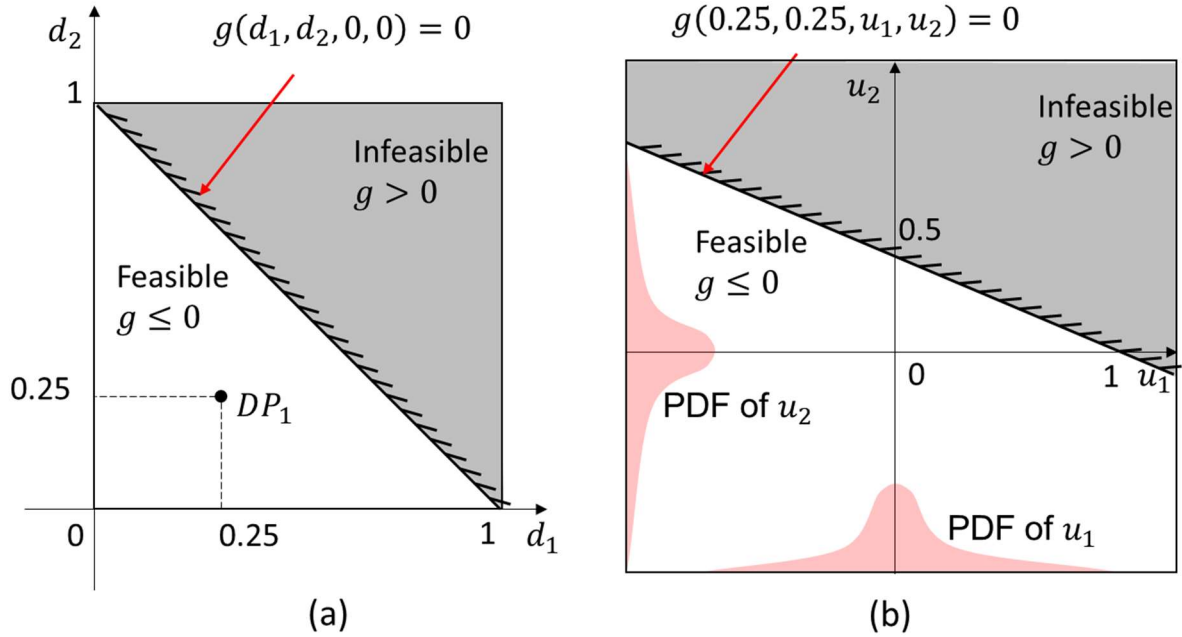 d₂
g(d₁, d₂, 0, 0) = 0
1
Infeasible
g > 0
Feasible
g ≤ 0
0.25
DP₁
0
0.25
1
d₁
(a)
g(0.25, 0.25, u₁, u₂) = 0
u₂
Infeasible
g > 0
0.5
Feasible
g ≤ 0
0
1
u₁
PDF of u₂
PDF of u₁
(b)